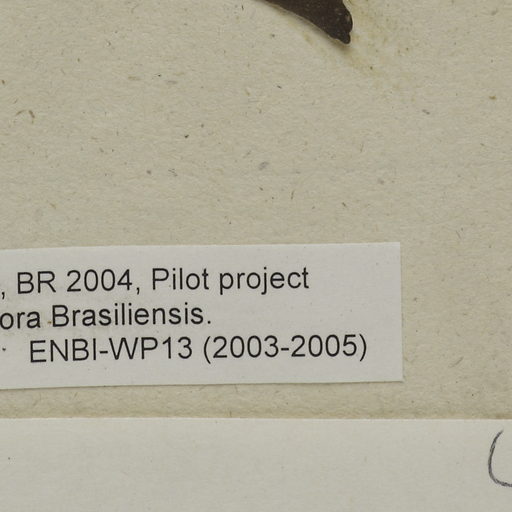 , BR 2004, Pilot project
ora Brasiliensis.
ENBI-WP13 (2003-2005)